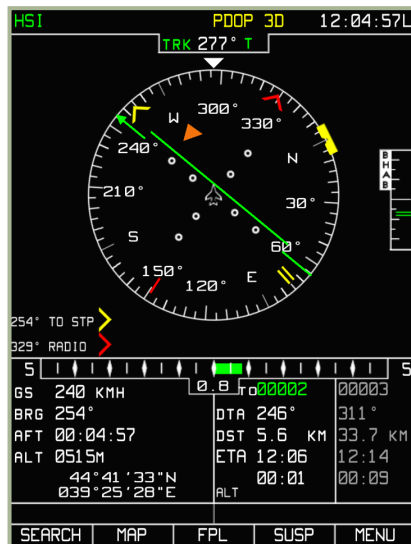 HSI PDOP 3D 12:04:57L
TRK 277° T
300°
330°
W
N
240°
210°
30°
S
60°
150°
120°
E
B
H
A
B
254° TO STP
329° RADIO
5 0.8 5
GS 240 KMH TO 00002 00003
BRG 254° DTA 246° 311°
AFT 00:04:57 DST 5.6 KM 33.7 KM
ALT 0515M ETA 12:06 12:14
44°41'33"N 00:01 00:09
039°25'28"E ALT
SEARCH MAP FPL SUSP MENU